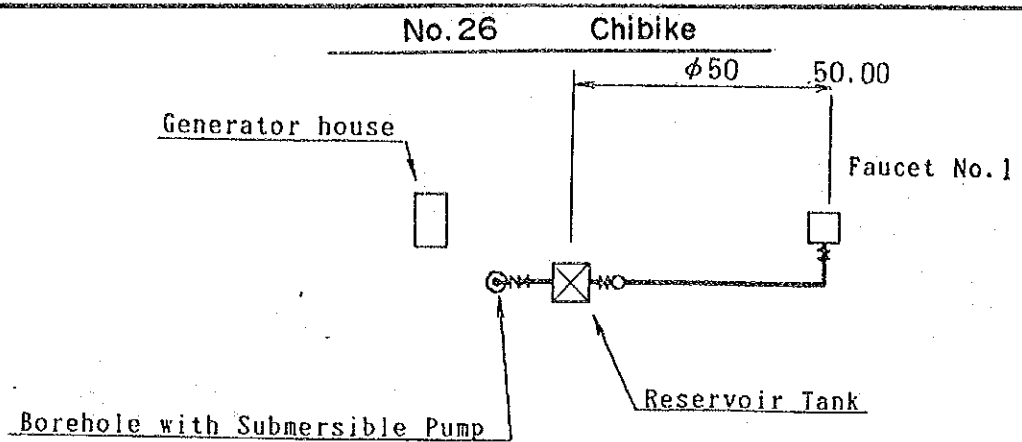 No.26 Chibike
φ50 50.00
Generator house
Faucet No.1
Reservoir Tank
Borehole with Submersible Pump